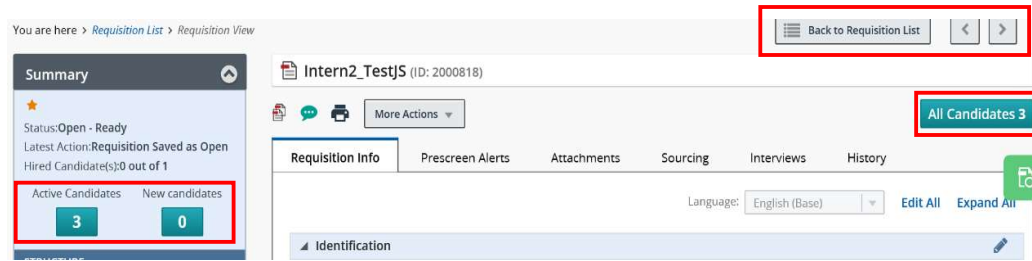 You are here > Requisition List > Requisition View
Back to Requisition List < >
Summary
Intern2_TestJS (ID: 2000818)
More Actions
All Candidates 3
Status:Open - Ready
Latest Action:Requisition Saved as Open
Hired Candidate(s):0 out of 1
Requisition Info Prescreen Alerts Attachments Sourcing Interviews History
Active Candidates New candidates
3 0
Language: English (Base) Edit All Expand All
Identification
STRUCTURE